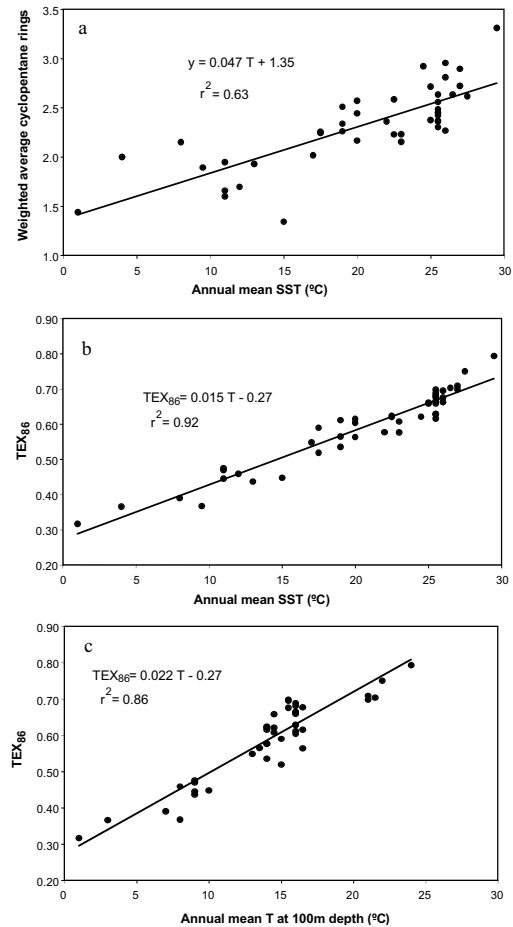 a
3.5
3.0
2.5
2.0
1.5
1.0
Weighted average cyclopentane rings
y = 0.047 T + 1.35
r² = 0.63
0 5 10 15 20 25 30
Annual mean SST (ºC)
b
0.90
0.80
0.70
0.60
0.50
0.40
0.30
0.20
TEX₈₆
TEX₈₆= 0.015 T - 0.27
r² = 0.92
0 5 10 15 20 25 30
Annual mean SST (ºC)
c
0.90
0.80
0.70
0.60
0.50
0.40
0.30
0.20
TEX₈₆
TEX₈₆= 0.022 T - 0.27
r² = 0.86
0 5 10 15 20 25 30
Annual mean T at 100m depth (ºC)